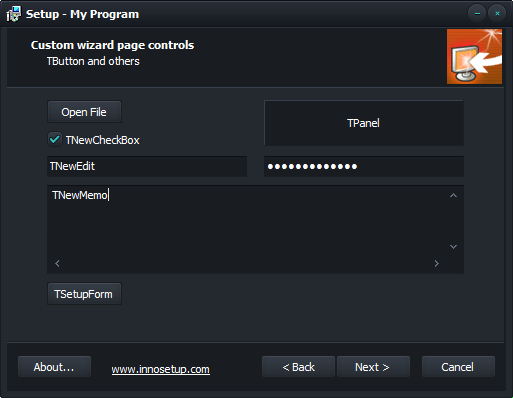 Setup - My Program
Custom wizard page controls
TButton and others
Open File
TPanel
TNewCheckBox
TNewEdit
●●●●●●●●●●●●●
TNewMemo
TSetupForm
About...
www.innosetup.com
< Back
Next >
Cancel